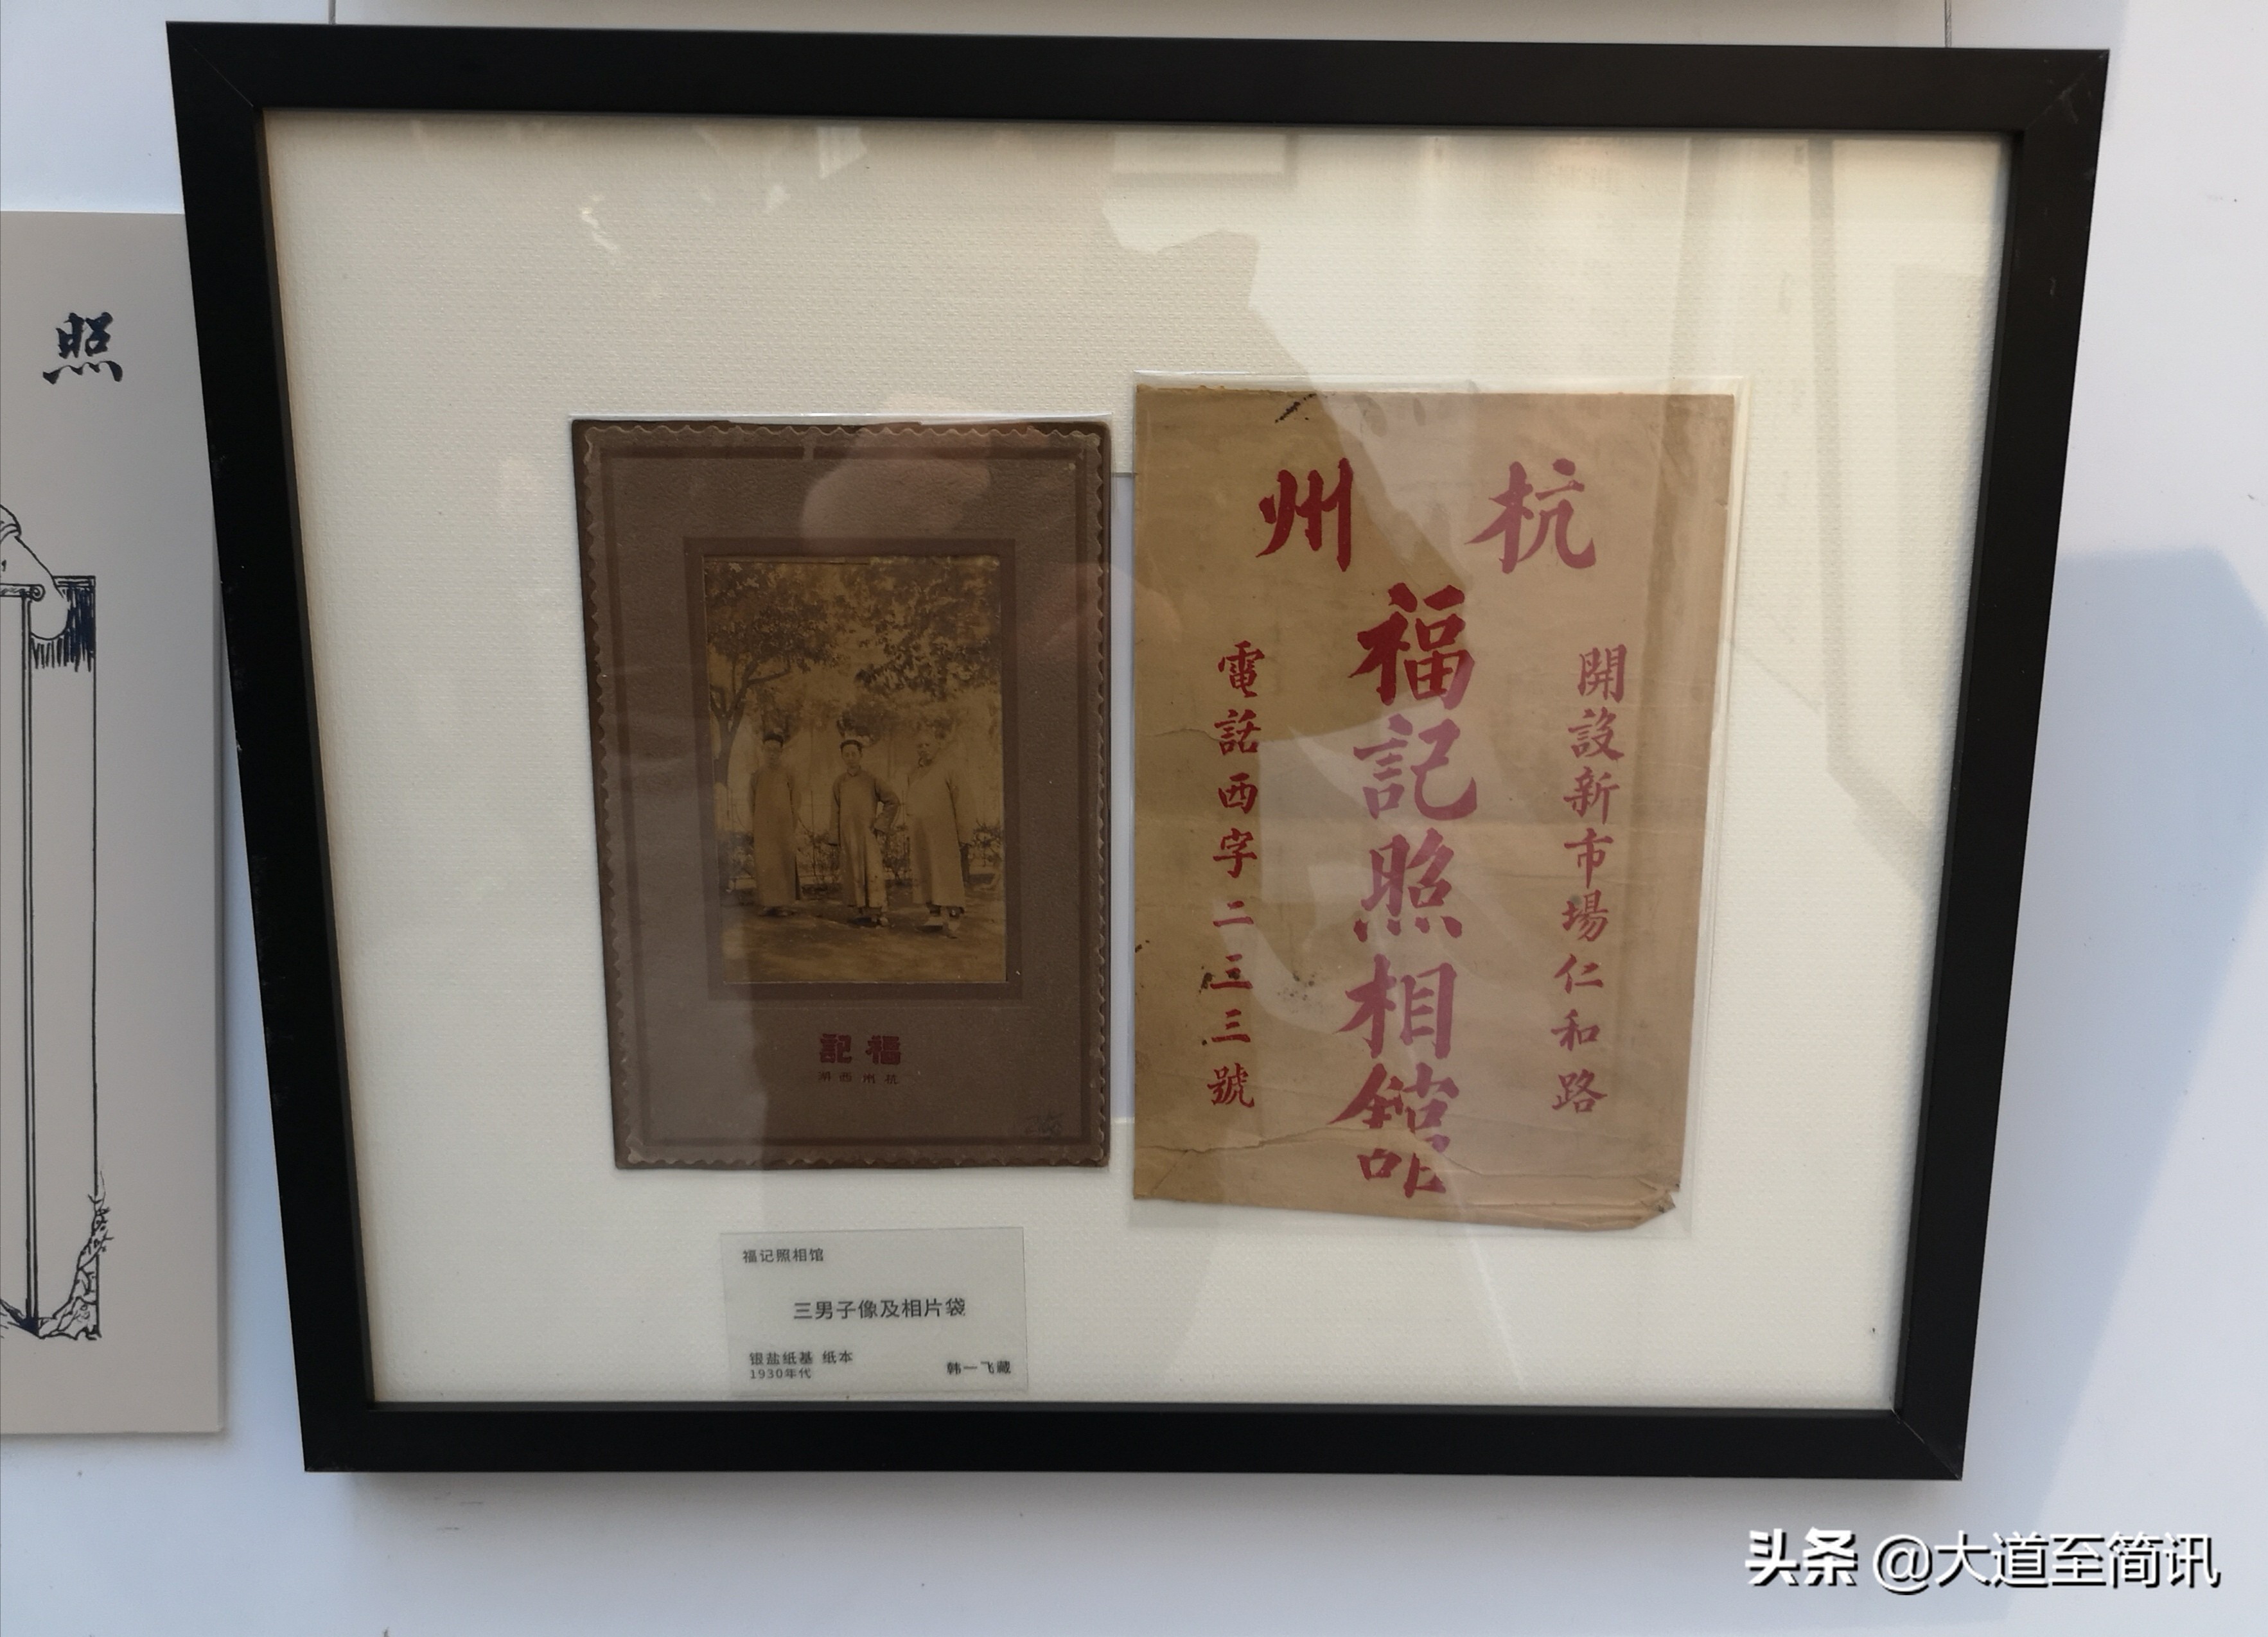 照
杭州
開設新市場仁和路
福記照相館
電話西字二三三號
福記
杭州西湖
福记照相馆
三男子像及相片袋
银盐纸基 纸本
1930年代
韩一飞藏
头条 @大道至简讯